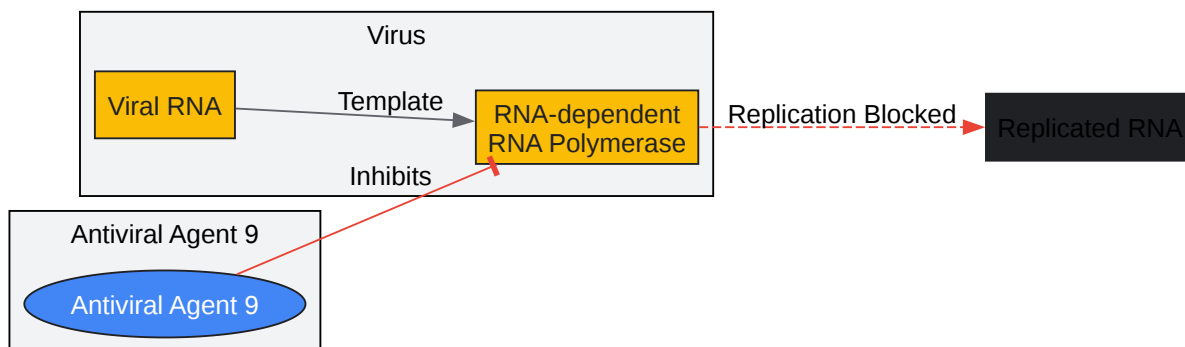 Virus
Viral RNA
Template
RNA-dependent
RNA Polymerase
Replication Blocked
Replicated RNA
Inhibits
Antiviral Agent 9
Antiviral Agent 9